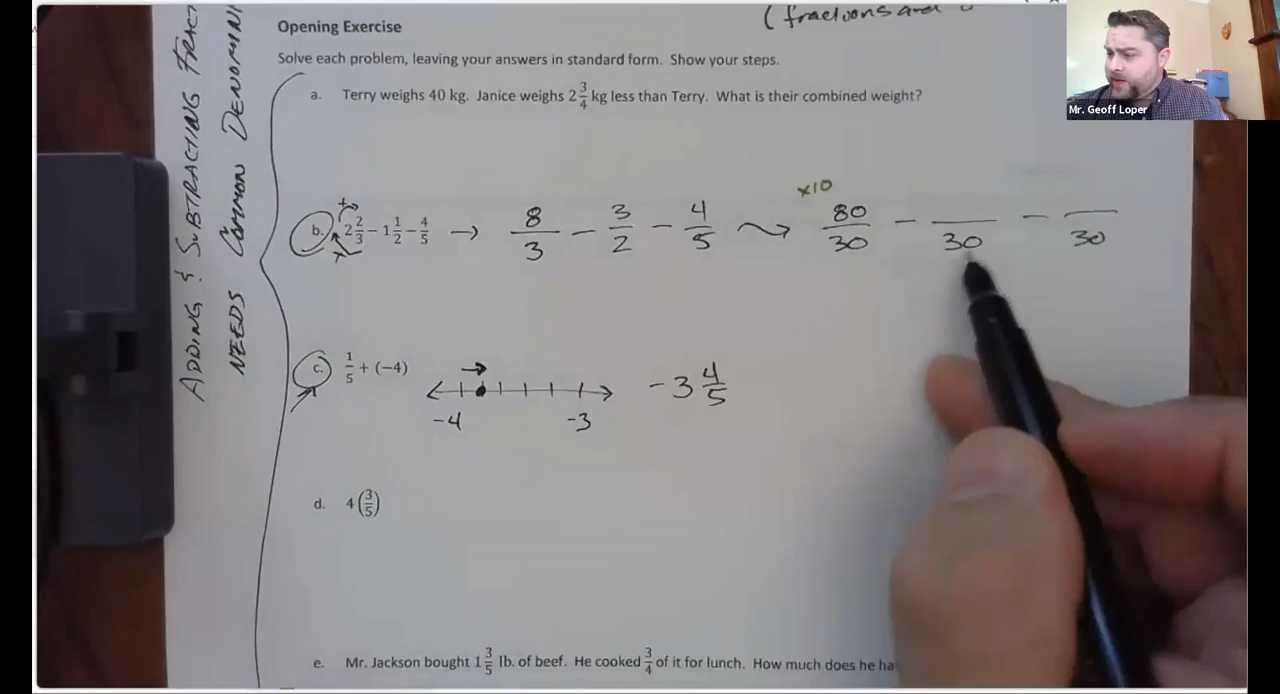 (fractions and
Opening Exercise
Solve each problem, leaving your answers in standard form. Show your steps.
a. Terry weighs 40 kg. Janice weighs 2 3/4 kg less than Terry. What is their combined weight?
Mr. Geoff Loper
ADDING & SUBTRACTING FRACT
NEEDS COMMON DENOMIN
×10
b. 2 2/3 − 1 1/2 − 4/5 → 8/3 − 3/2 − 4/5 80/30 − /30 − /30
+
×
c. 1/5 + (−4)
−4 −3
−3 4/5
d. 4(3/5)
e. Mr. Jackson bought 1 3/5 lb. of beef. He cooked 3/4 of it for lunch. How much does he ha